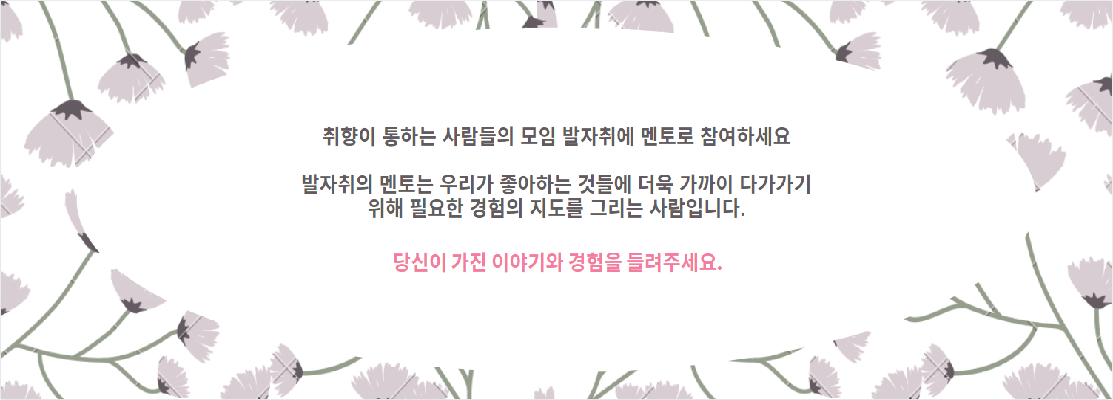 취향이 통하는 사람들의 모임 발자취에 멘토로 참여하세요
발자취의 멘토는 우리가 좋아하는 것들에 더욱 가까이 다가가기
위해 필요한 경험의 지도를 그리는 사람입니다.
당신이 가진 이야기와 경험을 들려주세요.